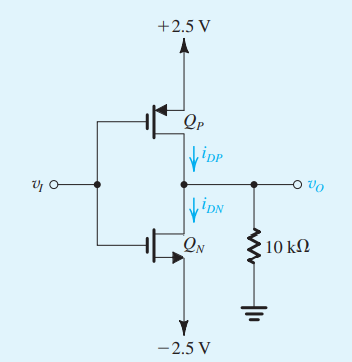 +2.5 V
Q_P
i_DP
v_I
v_O
i_DN
Q_N
10 kΩ
−2.5 V